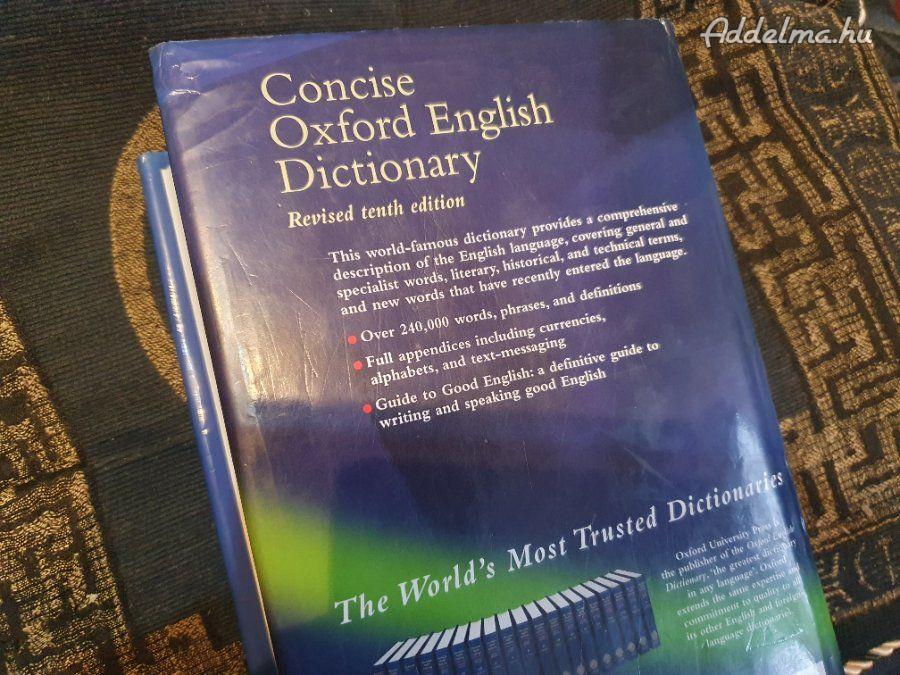 Addelma.hu
Concise
Oxford English
Dictionary
Revised tenth edition
This world-famous dictionary provides a comprehensive
description of the English language, covering general and
specialist words, literary, historical, and technical terms,
and new words that have recently entered the language.
Over 240,000 words, phrases, and definitions
Full appendices including currencies,
alphabets, and text-messaging
Guide to Good English: a definitive guide to
writing and speaking good English
The World's Most Trusted Dictionaries
Oxford University Press is
the publisher of the Oxford English
Dictionary, 'the greatest dictionary
in any language'. Oxford
extends the same expertise and
commitment to quality to all
its other English and foreign
language dictionaries.